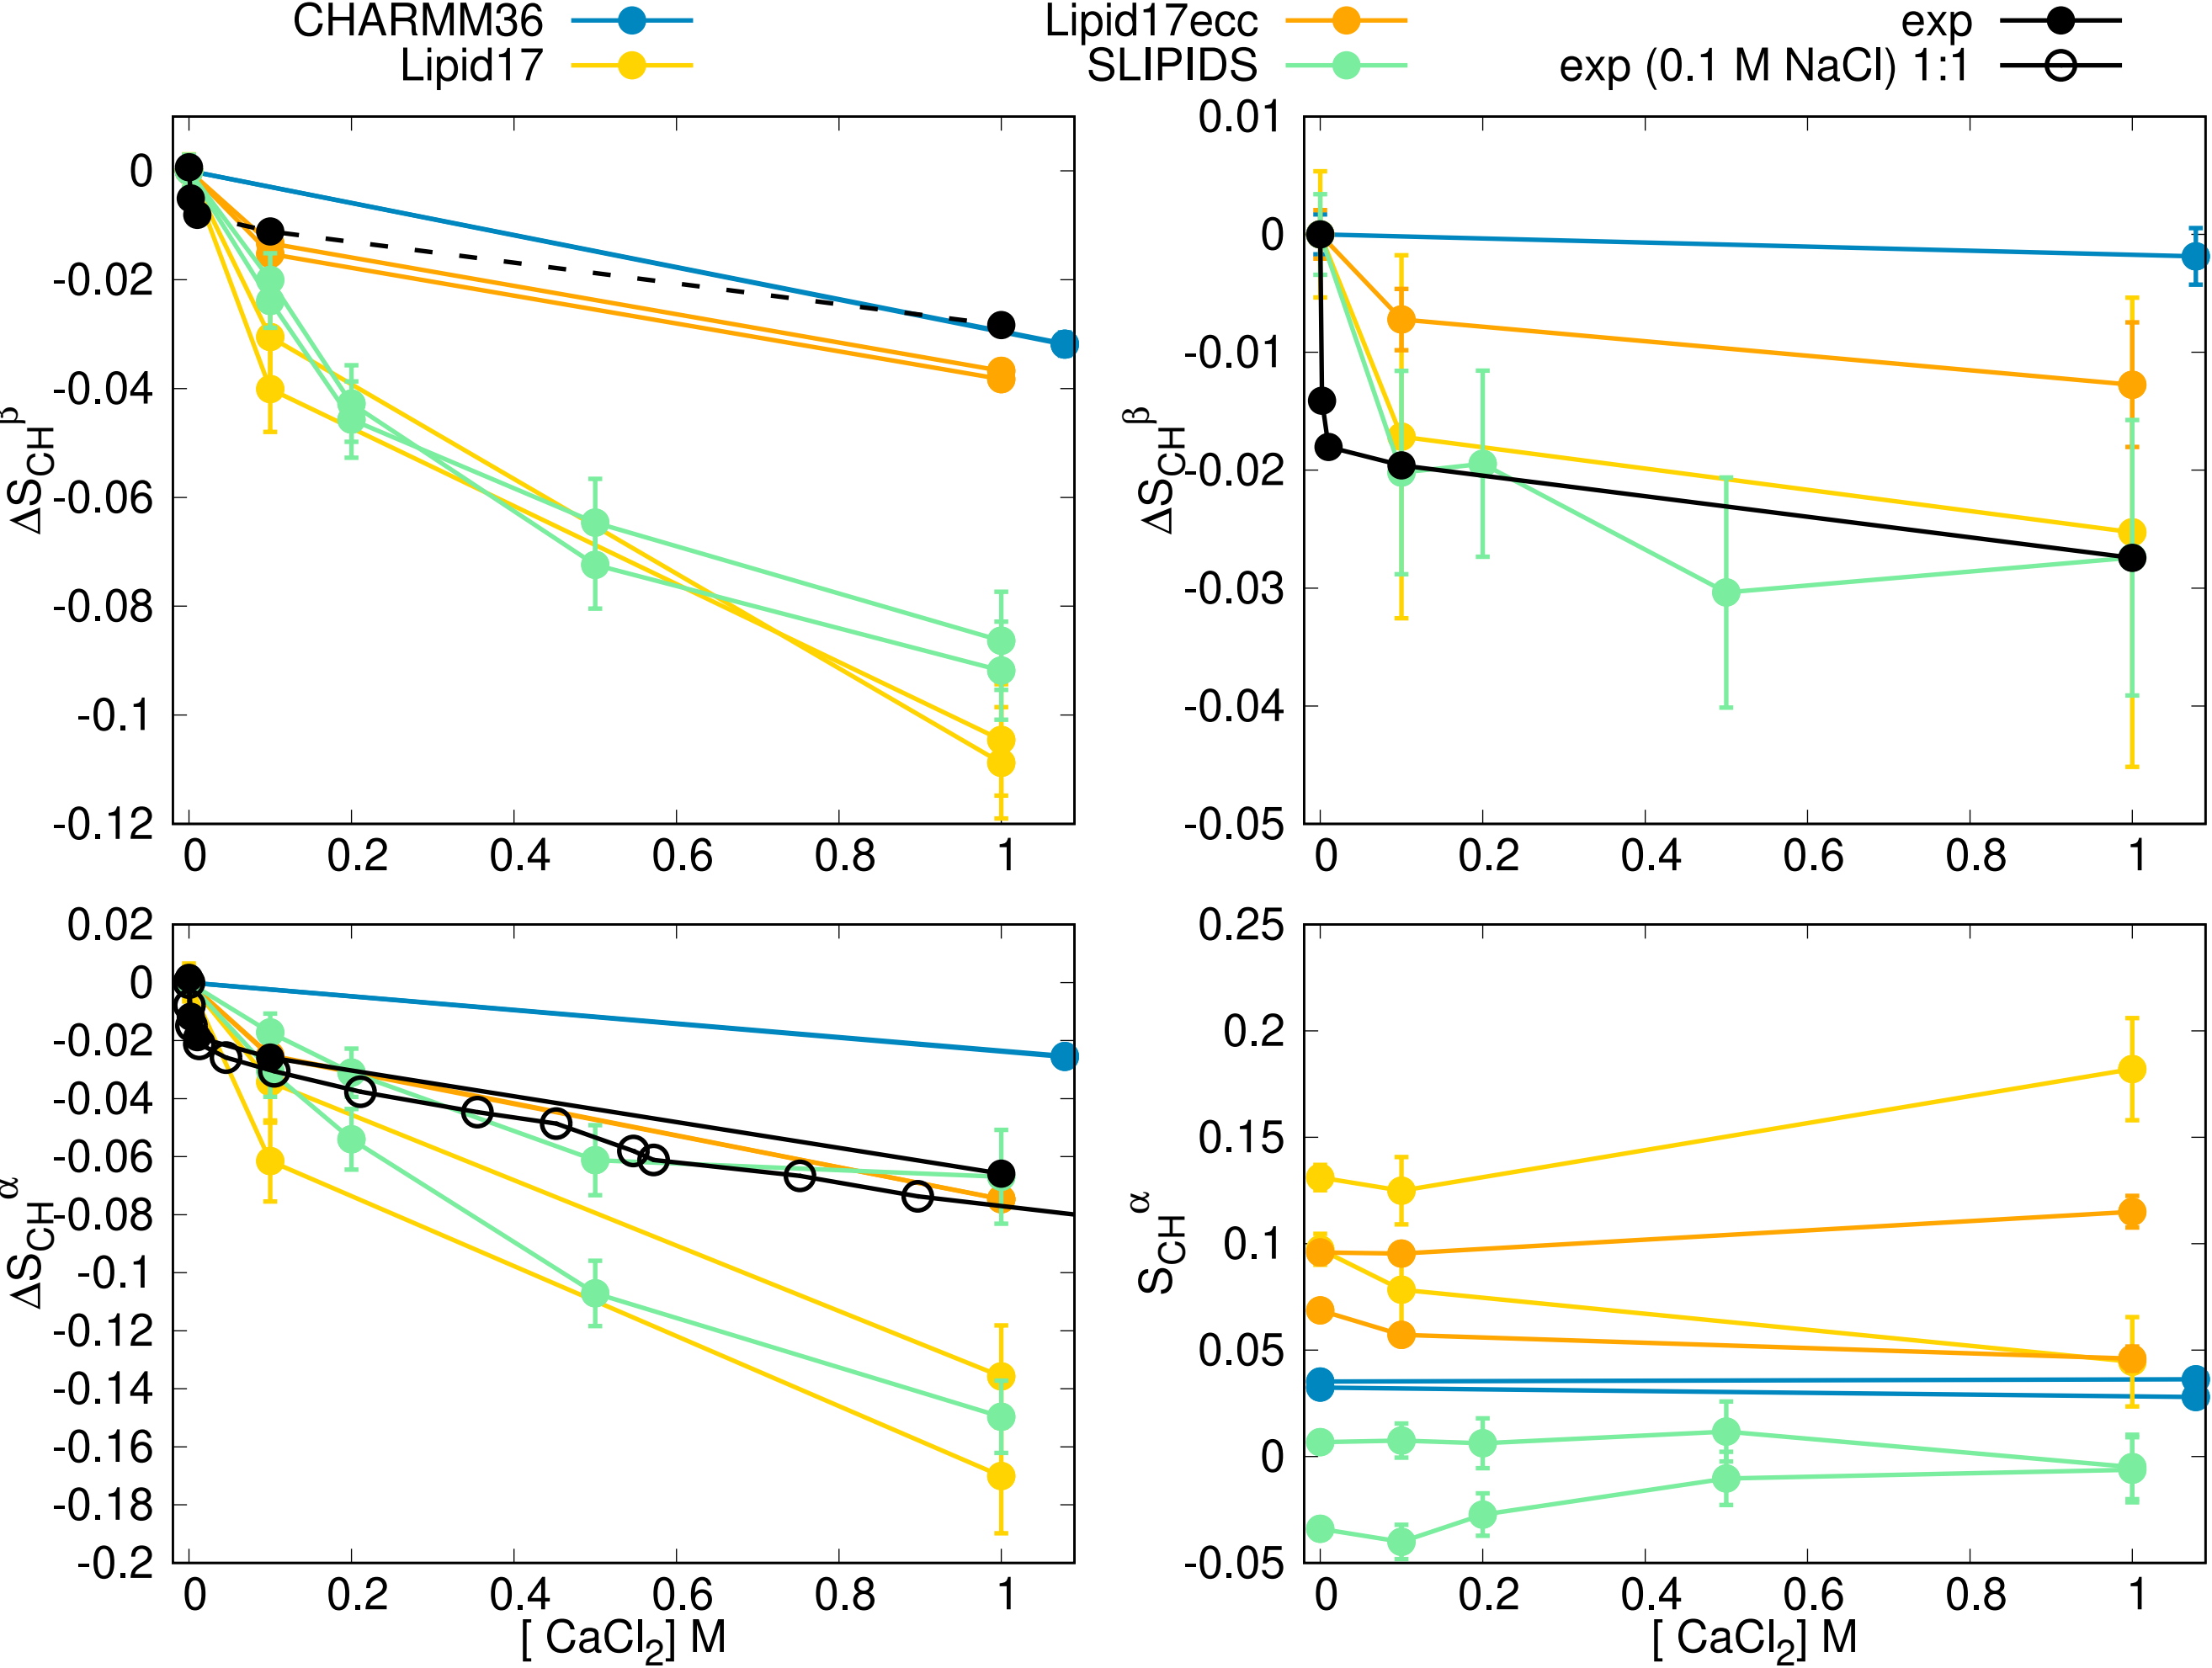 CHARMM36
Lipid17
Lipid17ecc
SLIPIDS
exp
exp (0.1 M NaCl) 1:1
0
-0.02
-0.04
-0.06
-0.08
-0.1
-0.12
ΔS_CH^β
0 0.2 0.4 0.6 0.8 1
0.01
0
-0.01
-0.02
-0.03
-0.04
-0.05
ΔS_CH^β
0 0.2 0.4 0.6 0.8 1
0.02
0
-0.02
-0.04
-0.06
-0.08
-0.1
-0.12
-0.14
-0.16
-0.18
-0.2
ΔS_CH^α
0 0.2 0.4 0.6 0.8 1
[ CaCl₂] M
0.25
0.2
0.15
0.1
0.05
0
-0.05
S_CH^α
0 0.2 0.4 0.6 0.8 1
[ CaCl₂] M